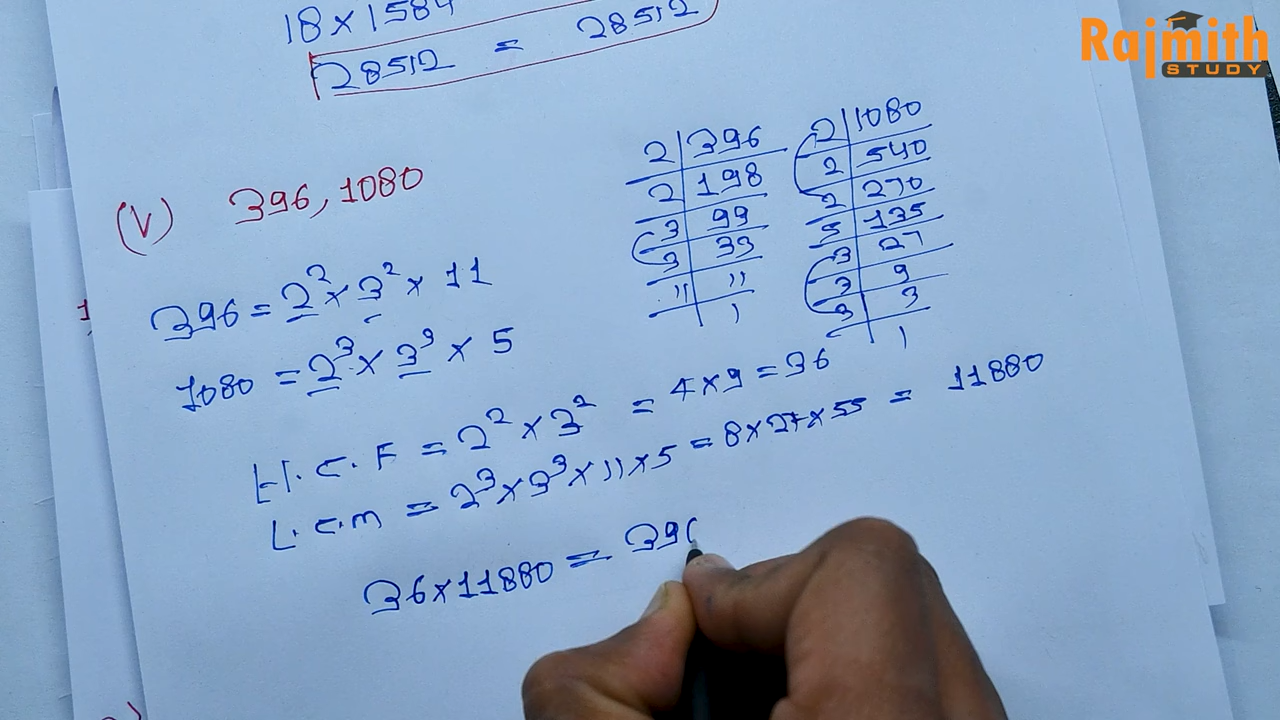 18×1584
28512 = 28512
Rajmith
STUDY
(V) 396, 1080
2 | 396
2 | 198
3 | 99
3 | 33
11 | 11
1
2 | 1080
2 | 540
2 | 270
5 | 135
3 | 27
3 | 9
3 | 3
1
396 = 2² × 3² × 11
1080 = 2³ × 3³ × 5
H.C.F = 2² × 3² = 4×9 = 36
L.C.M = 2³ × 3³ × 11 × 5 = 8×27×55 = 11880
36×11880 = 396